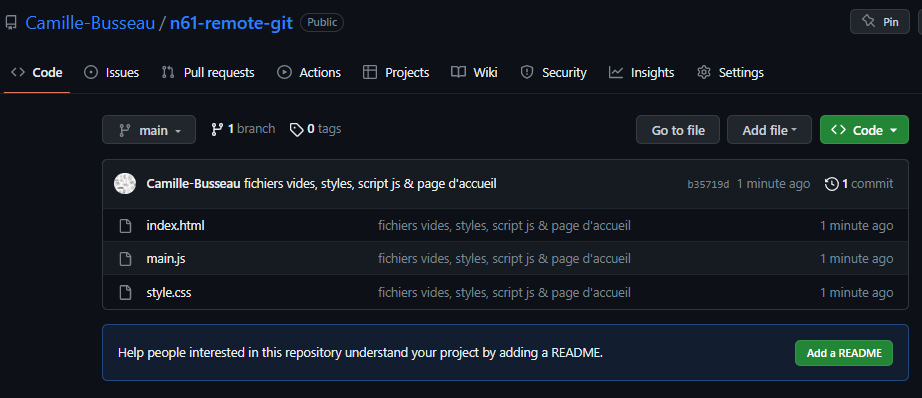 Camille-Busseau / n61-remote-git Public Pin
Code Issues Pull requests Actions Projects Wiki Security Insights Settings
main 1 branch 0 tags Go to file Add file Code
Camille-Busseau fichiers vides, styles, script js & page d'accueil b35719d 1 minute ago 1 commit
index.html fichiers vides, styles, script js & page d'accueil 1 minute ago
main.js fichiers vides, styles, script js & page d'accueil 1 minute ago
style.css fichiers vides, styles, script js & page d'accueil 1 minute ago
Help people interested in this repository understand your project by adding a README. Add a README